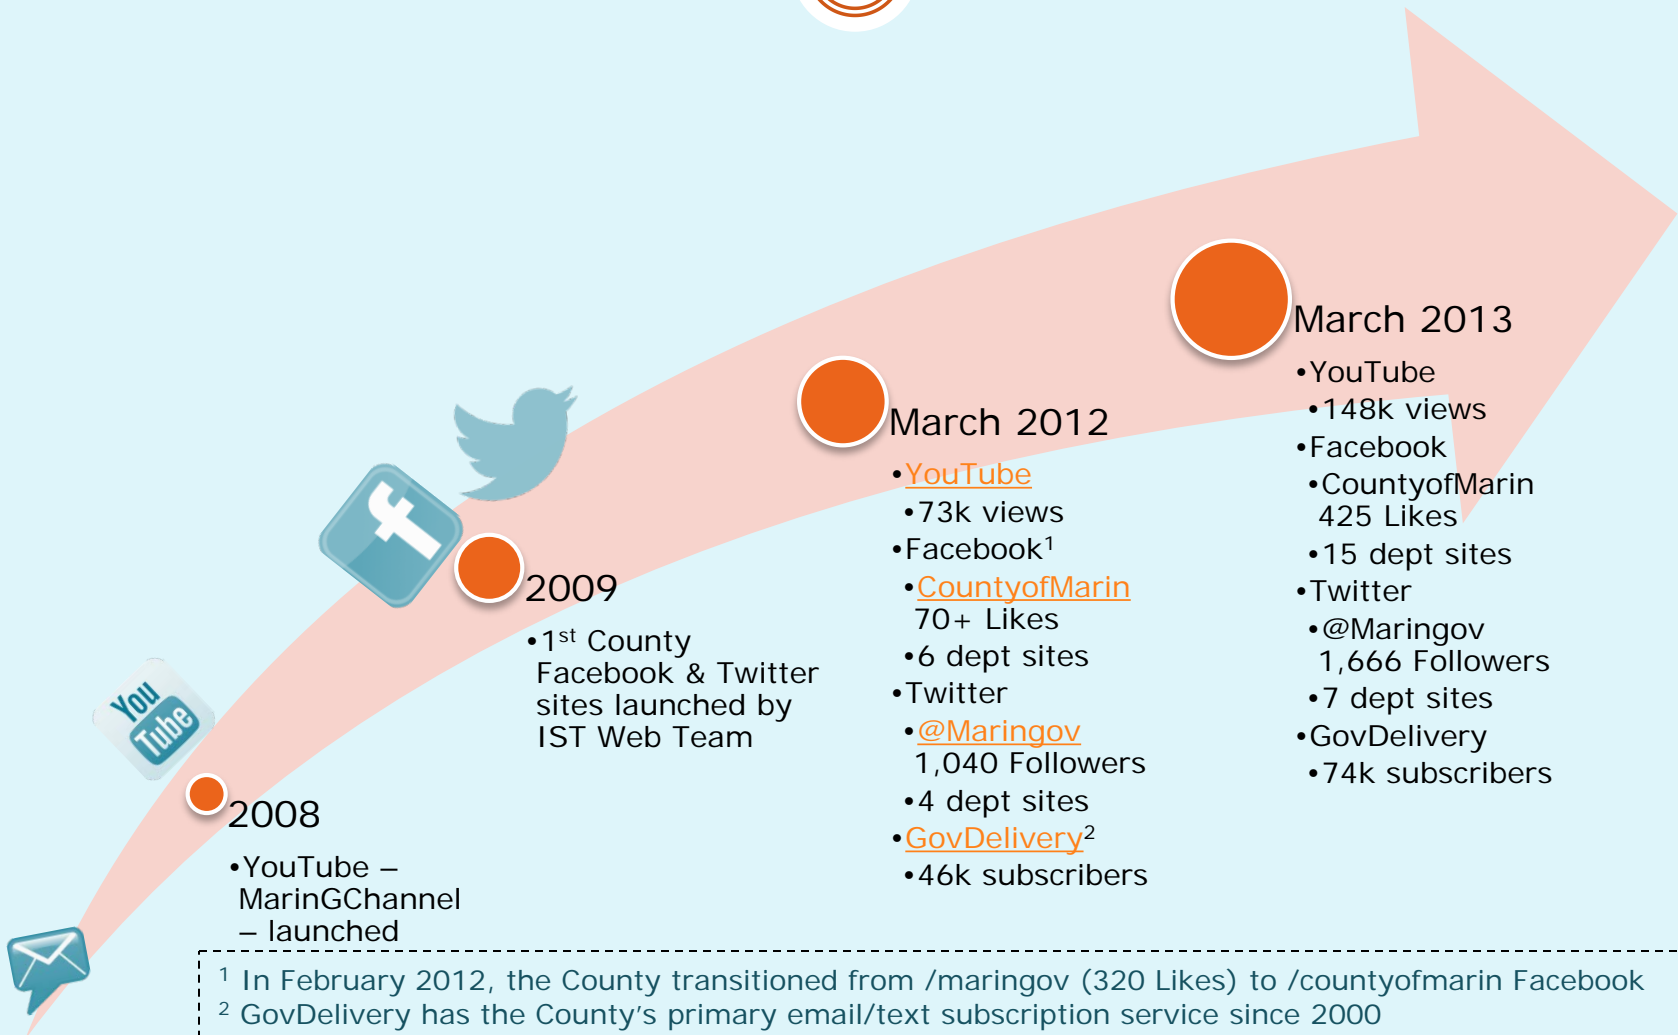 You
Tube
f
2008
•YouTube –
MarinGChannel
– launched
2009
•1st County
Facebook & Twitter
sites launched by
IST Web Team
March 2012
•YouTube
•73k views
•Facebook1
•CountyofMarin
70+ Likes
•6 dept sites
•Twitter
•@Maringov
1,040 Followers
•4 dept sites
•GovDelivery2
•46k subscribers
March 2013
•YouTube
•148k views
•Facebook
•CountyofMarin
425 Likes
•15 dept sites
•Twitter
•@Maringov
1,666 Followers
•7 dept sites
•GovDelivery
•74k subscribers
1 In February 2012, the County transitioned from /maringov (320 Likes) to /countyofmarin Facebook
2 GovDelivery has the County’s primary email/text subscription service since 2000